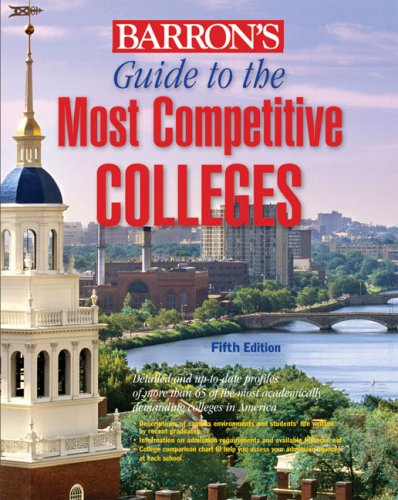 BARRON'S
Guide to the
Most Competitive
COLLEGES
Fifth Edition
Detailed and up-to-date profiles
of more than 65 of the most academically
demanding colleges in America
• Descriptions of campus environments and students' life written
by recent graduates
• Information on admission requirements and available financial aid
• College comparison chart to help you assess your admission chances
at each school